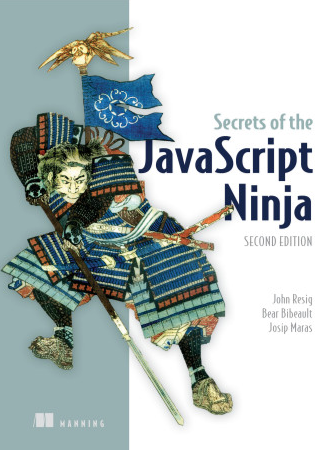 Secrets of the
JavaScript
Ninja
SECOND EDITION
John Resig
Bear Bibeault
Josip Maras
MANNING